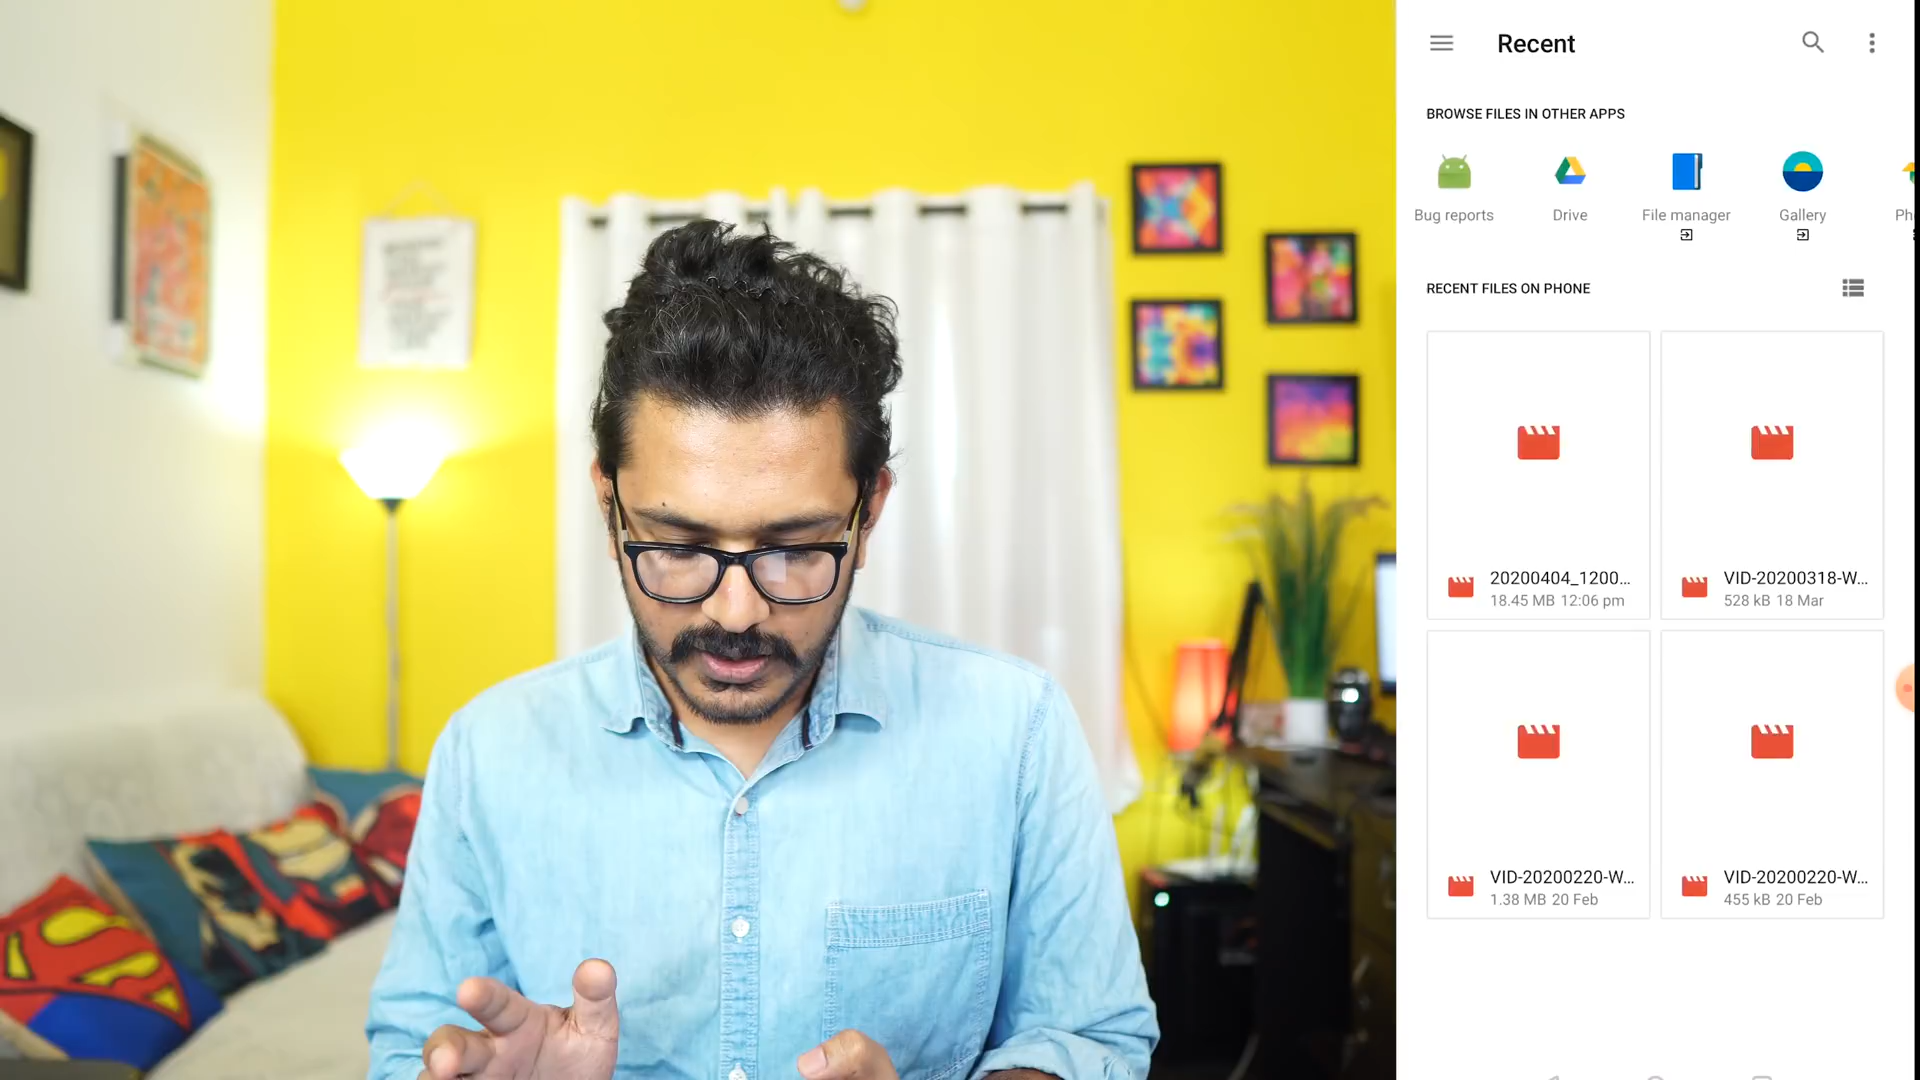 Recent
BROWSE FILES IN OTHER APPS
Bug reports
Drive
File manager
Gallery
RECENT FILES ON PHONE
20200404_1200...
18.45 MB 12:06 pm
VID-20200318-W...
528 kB 18 Mar
VID-20200220-W...
1.38 MB 20 Feb
VID-20200220-W...
455 kB 20 Feb